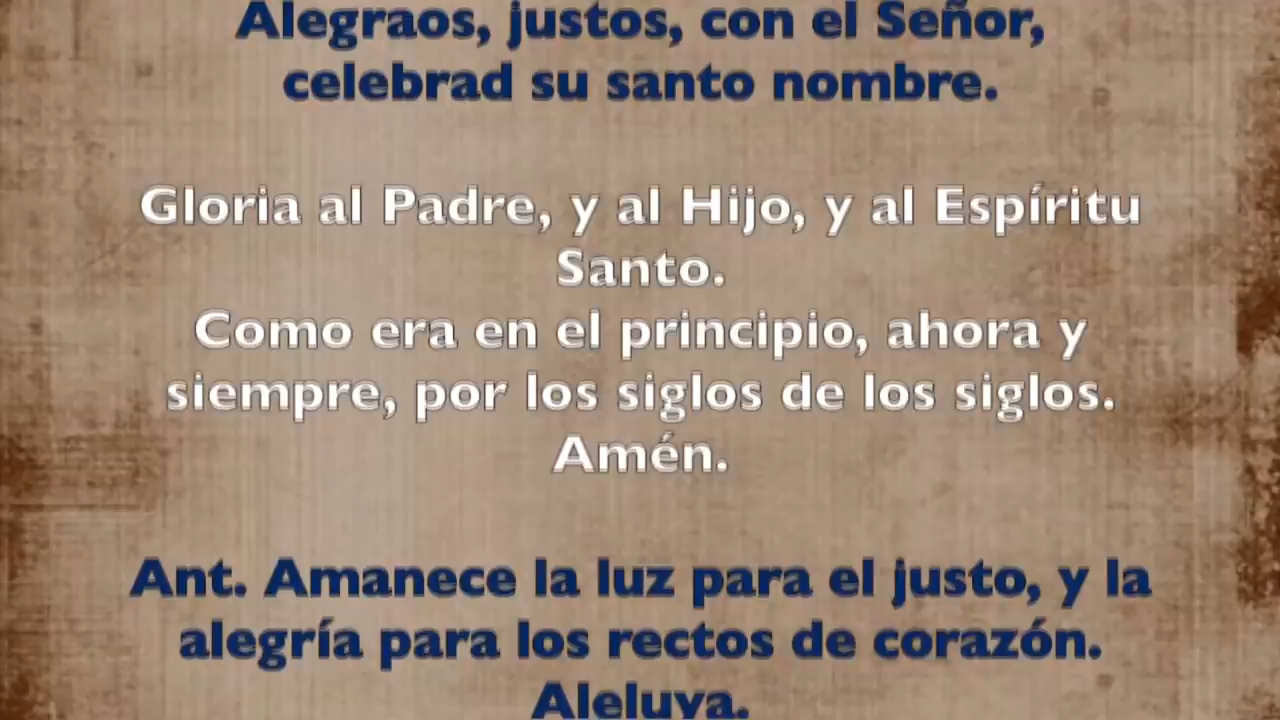 Alegraos, justos, con el Señor,
celebrad su santo nombre.
Gloria al Padre, y al Hijo, y al Espíritu
Santo.
Como era en el principio, ahora y
siempre, por los siglos de los siglos.
Amén.
Ant. Amanece la luz para el justo, y la
alegría para los rectos de corazón.
Aleluya.